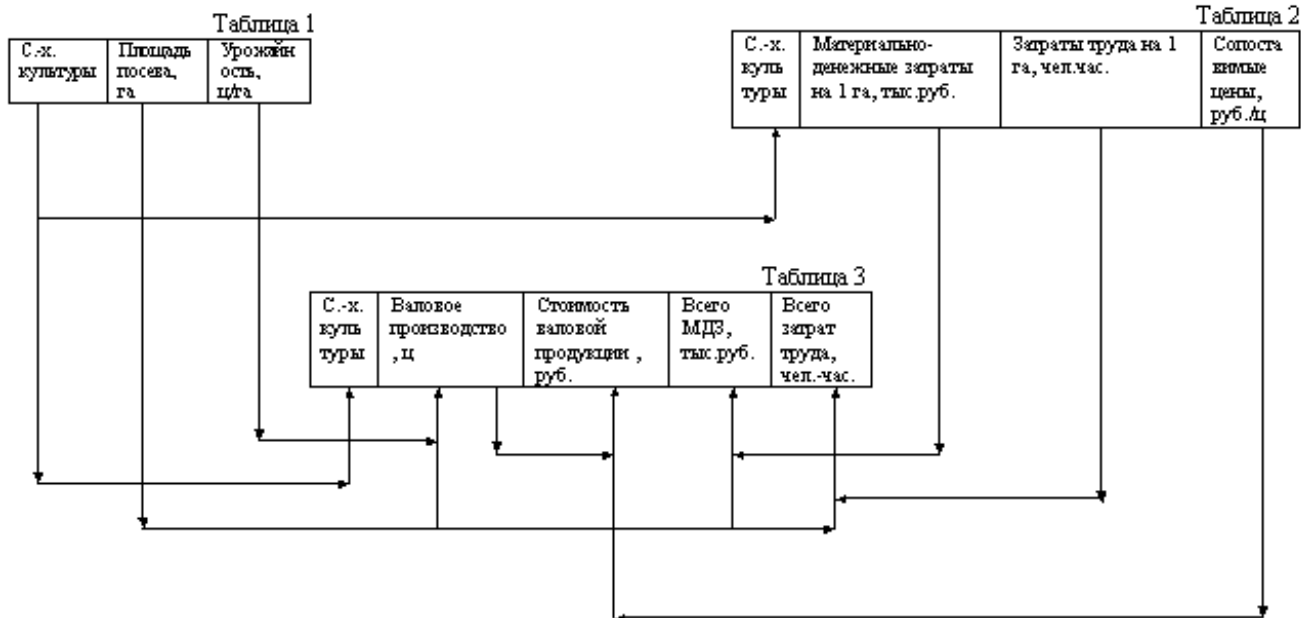 Таблица 1
С.-х.
культуры
Площадь
посева,
га
Урожайн
ость,
ц/га
Таблица 2
С.-х.
куль
туры
Материально-
денежные затраты
на 1 га, тыс.руб.
Затраты труда на 1
га, чел.час.
Сопоста
вимые
цены,
руб./ц
Таблица 3
С.-х.
куль
туры
Валовое
производство
, ц
Стоимость
валовой
продукции ,
руб.
Всего
МДЗ,
тыс.руб.
Всего
затрат
труда,
чел.-час.